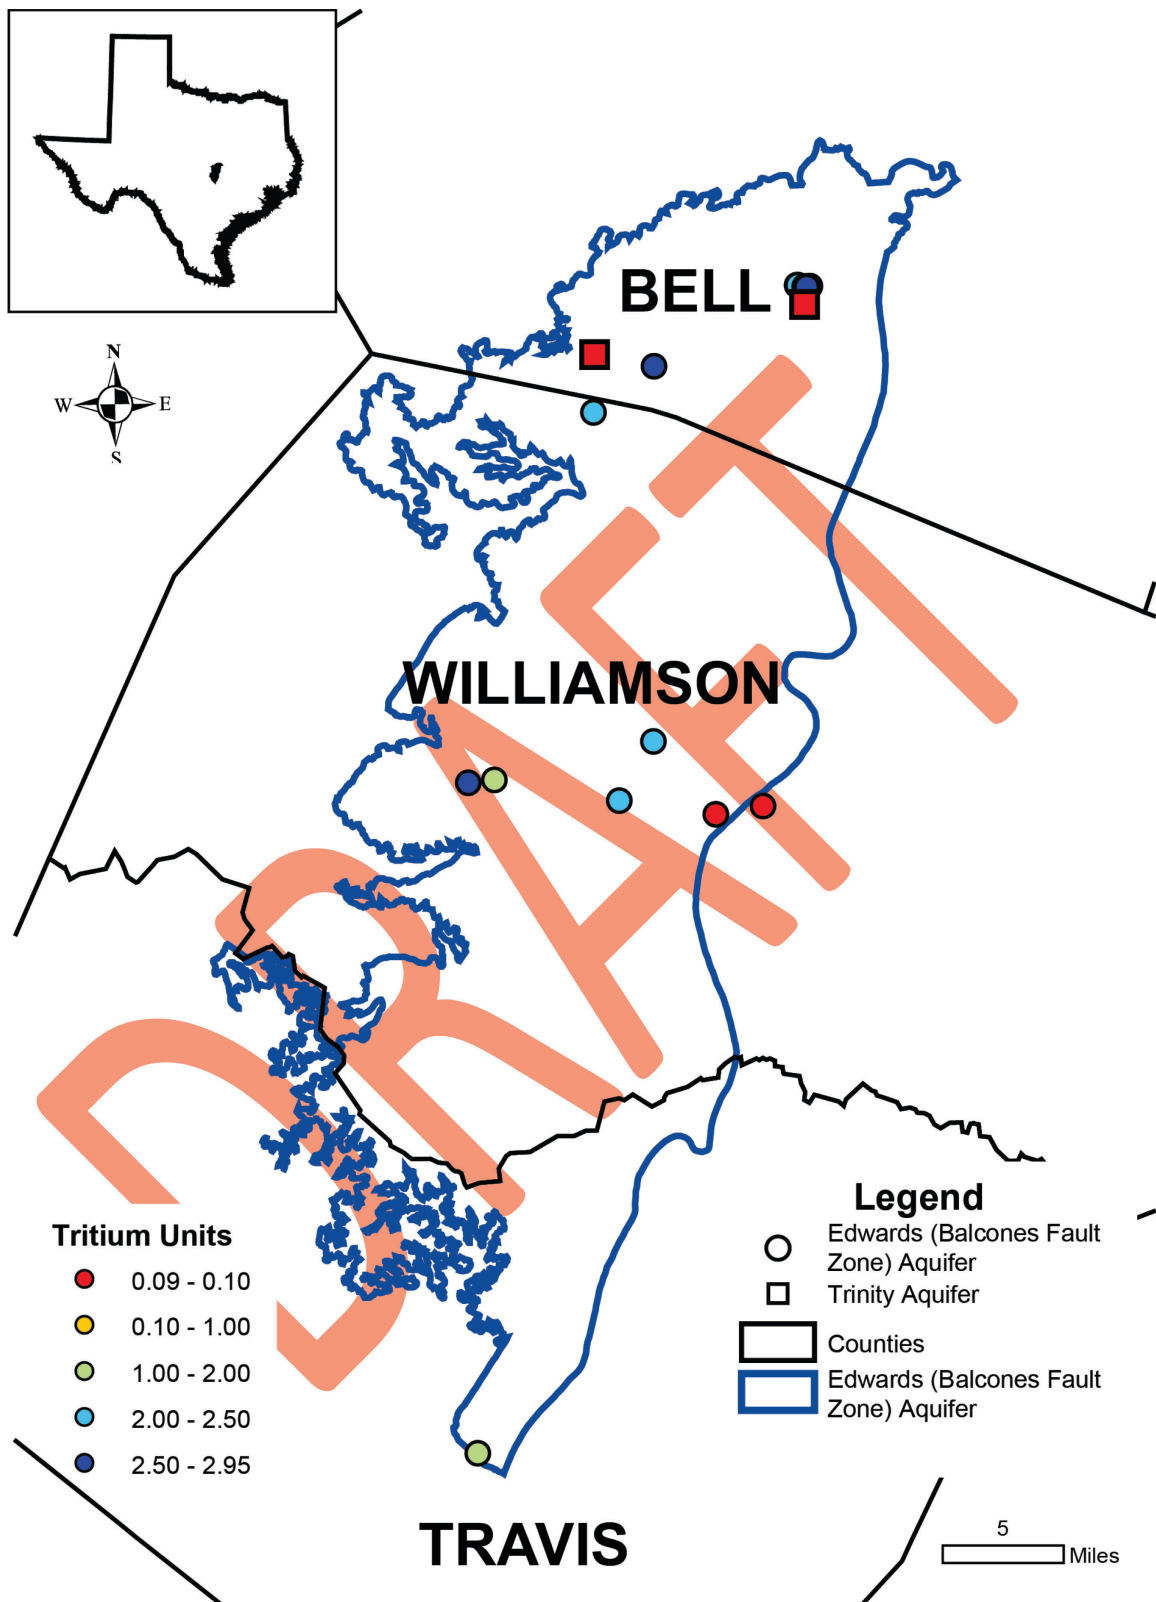 N
W E
S
BELL
WILLIAMSON
TRAVIS
DRAFT
Tritium Units
0.09 - 0.10
0.10 - 1.00
1.00 - 2.00
2.00 - 2.50
2.50 - 2.95
Legend
Edwards (Balcones Fault
Zone) Aquifer
Trinity Aquifer
Counties
Edwards (Balcones Fault
Zone) Aquifer
5
Miles